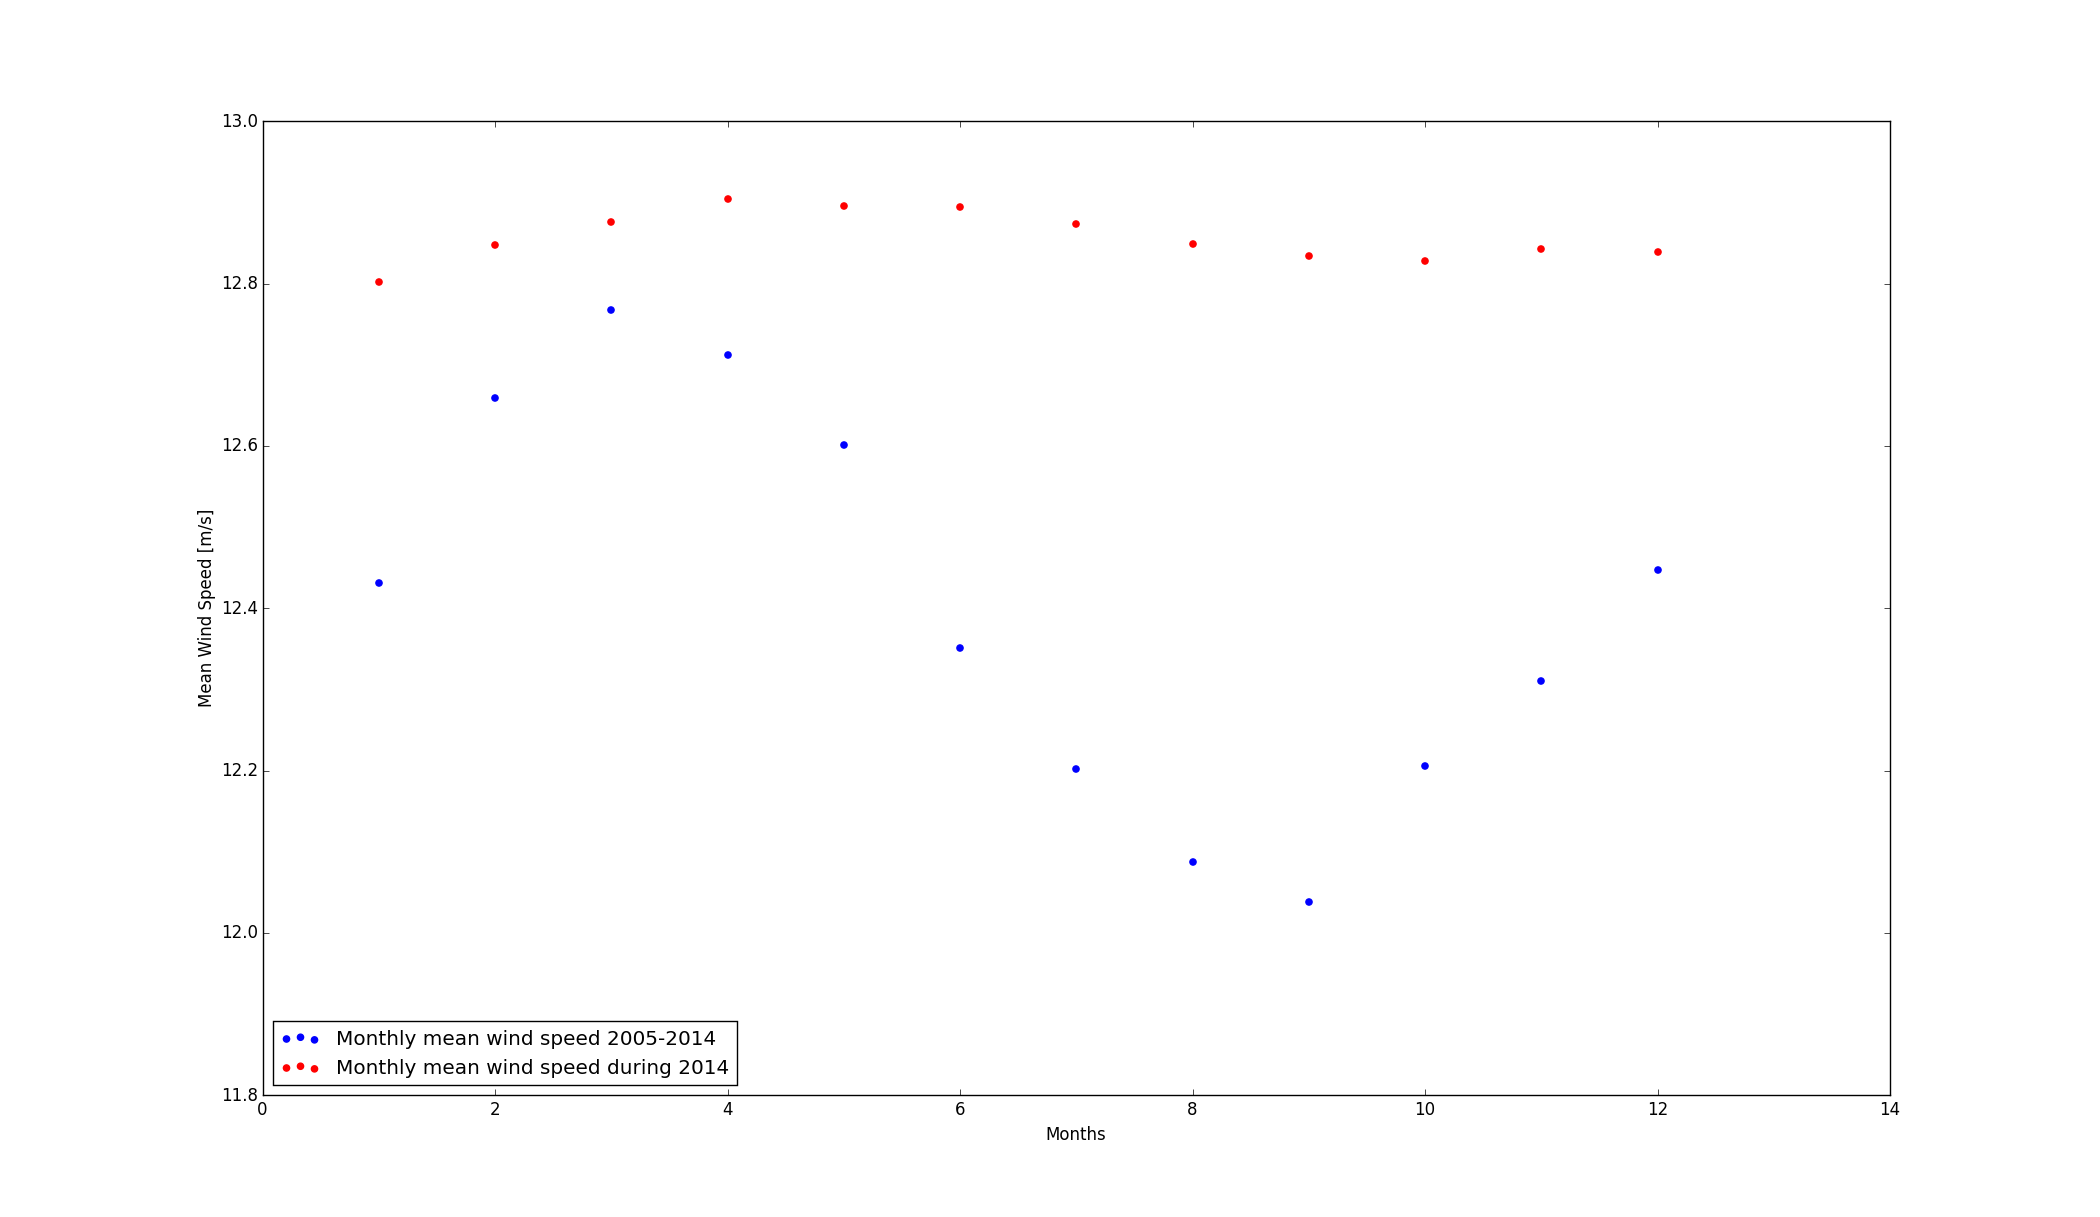 13.0
12.8
12.6
12.4
12.2
12.0
11.8
Mean Wind Speed [m/s]
Monthly mean wind speed 2005-2014
Monthly mean wind speed during 2014
0 2 4 6 8 10 12 14
Months